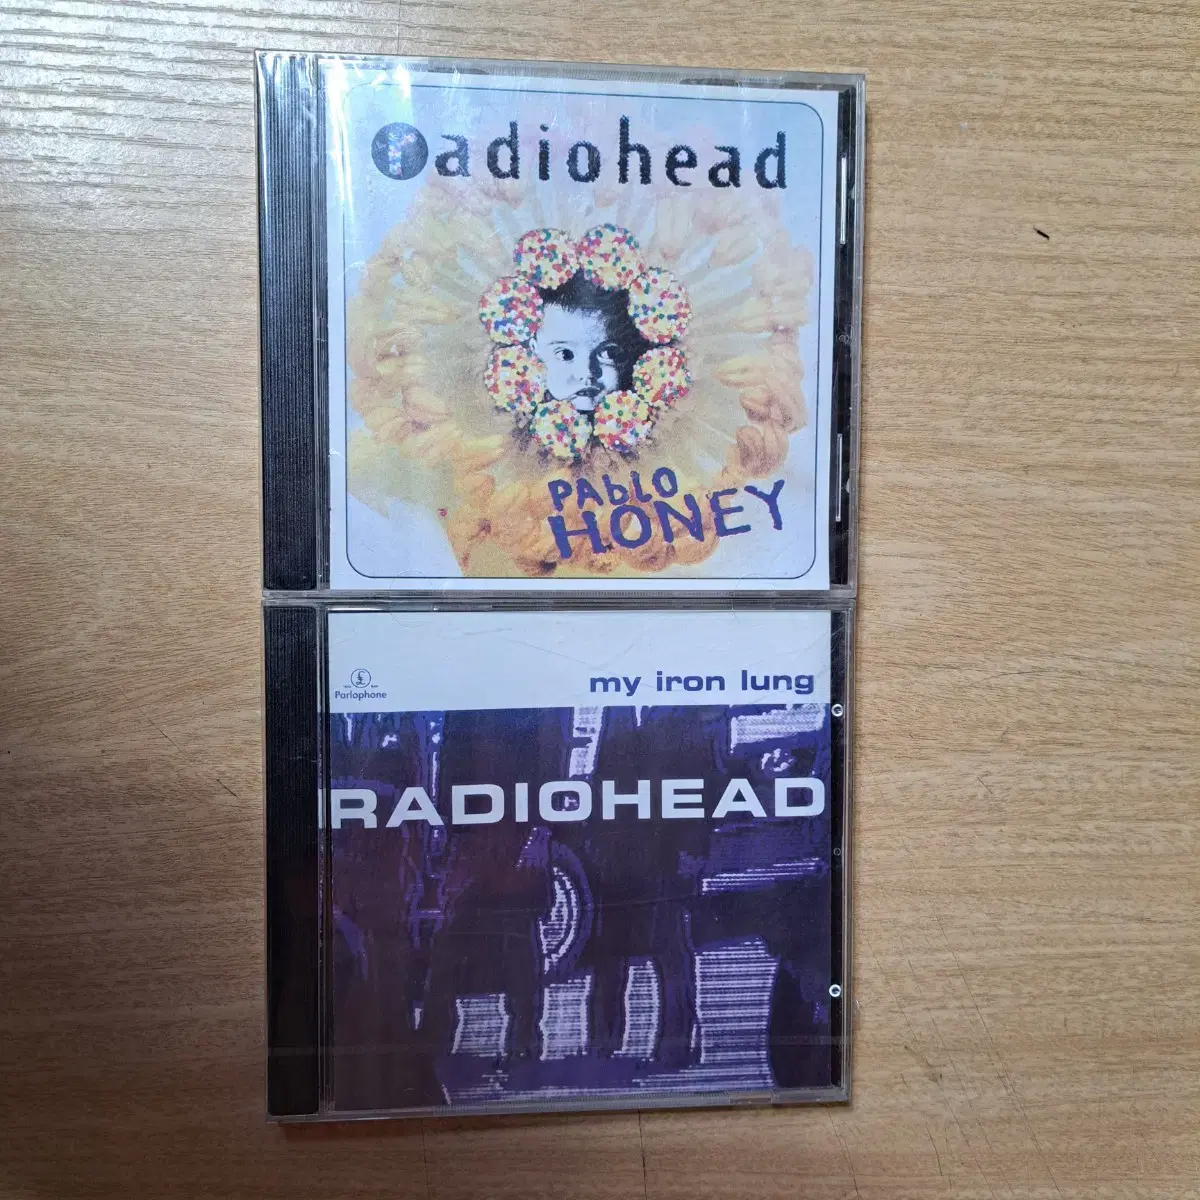 radiohead
PAbLO
HONEY
my iron lung
£
Parlophone
RADIOHEAD